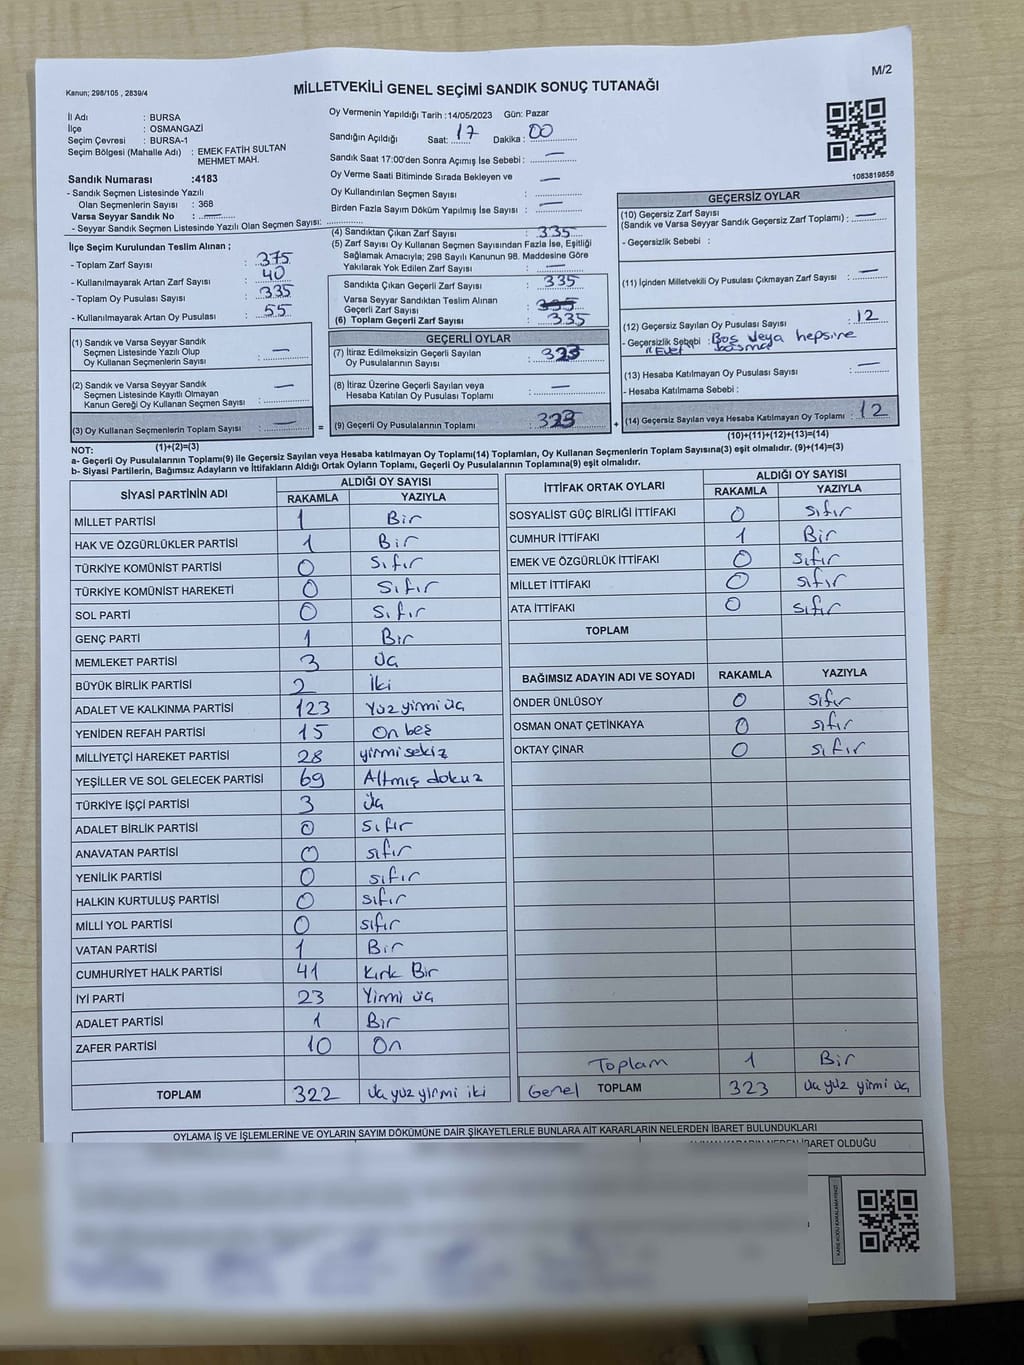 M/2
Kanun; 298/105 , 2839/4
MİLLETVEKİLİ GENEL SEÇİMİ SANDIK SONUÇ TUTANAĞI
İl Adı : BURSA
İlçe : OSMANGAZİ
Seçim Çevresi : BURSA-1
Seçim Bölgesi (Mahalle Adı) : EMEK FATİH SULTAN
MEHMET MAH.
Sandık Numarası :4183
- Sandık Seçmen Listesinde Yazılı
Olan Seçmenlerin Sayısı : 368
Varsa Seyyar Sandık No : —
- Seyyar Sandık Seçmen Listesinde Yazılı Olan Seçmen Sayısı:
Oy Vermenin Yapıldığı Tarih :14/05/2023 Gün: Pazar
Sandığın Açıldığı Saat: 17 Dakika : 00
Sandık Saat 17:00'den Sonra Açımış İse Sebebi : —
Oy Verme Saati Bitiminde Sırada Bekleyen ve —
Oy Kullandırılan Seçmen Sayısı :
Birden Fazla Sayım Döküm Yapılmış İse Sayısı : —
1083819858
İlçe Seçim Kurulundan Teslim Alınan ;
- Toplam Zarf Sayısı : 375
- Kullanılmayarak Artan Zarf Sayısı : 40
- Toplam Oy Pusulası Sayısı : 335
- Kullanılmayarak Artan Oy Pusulası : 55
(4) Sandıktan Çıkan Zarf Sayısı : 335
(5) Zarf Sayısı Oy Kullanan Seçmen Sayısından Fazla İse, Eşitliği
Sağlamak Amacıyla; 298 Sayılı Kanunun 98. Maddesine Göre
Yakılarak Yok Edilen Zarf Sayısı : —
Sandıkta Çıkan Geçerli Zarf Sayısı : 335
Varsa Seyyar Sandıktan Teslim Alınan
Geçerli Zarf Sayısı : 335
(6) Toplam Geçerli Zarf Sayısı : 335
GEÇERSİZ OYLAR
(10) Geçersiz Zarf Sayısı
(Sandık ve Varsa Seyyar Sandık Geçersiz Zarf Toplamı) : —
- Geçersizlik Sebebi :
(11) İçinden Milletvekili Oy Pusulası Çıkmayan Zarf Sayısı : —
(12) Geçersiz Sayılan Oy Pusulası Sayısı : 12
- Geçersizlik Sebebi : Boş veya hepsine
"Evet" basma
(13) Hesaba Katılmayan Oy Pusulası Sayısı : —
- Hesaba Katılmama Sebebi :
(14) Geçersiz Sayılan veya Hesaba Katılmayan Oy Toplamı : 12
(10)+(11)+(12)+(13)=(14)
(1) Sandık ve Varsa Seyyar Sandık
Seçmen Listesinde Yazılı Olup
Oy Kullanan Seçmenlerin Sayısı : —
(2) Sandık ve Varsa Seyyar Sandık
Seçmen Listesinde Kayıtlı Olmayan
Kanun Gereği Oy Kullanan Seçmen Sayısı : —
(3) Oy Kullanan Seçmenlerin Toplam Sayısı : — =
(1)+(2)=(3)
GEÇERLİ OYLAR
(7) İtiraz Edilmeksizin Geçerli Sayılan
Oy Pusulalarının Sayısı : 323
(8) İtiraz Üzerine Geçerli Sayılan veya
Hesaba Katılan Oy Pusulası Toplamı : —
(9) Geçerli Oy Pusulalarının Toplamı : 323 +
NOT:
a- Geçerli Oy Pusulalarının Toplamı(9) ile Geçersiz Sayılan veya Hesaba Katılmayan Oy Toplamı(14) Toplamları, Oy Kullanan Seçmenlerin Toplam Sayısına(3) eşit olmalıdır. (9)+(14)=(3)
b- Siyasi Partilerin, Bağımsız Adayların ve İttifakların Aldığı Ortak Oyların Toplamı, Geçerli Oy Pusulalarının Toplamına(9) eşit olmalıdır.
SİYASİ PARTİNİN ADI ALDIĞI OY SAYISI
RAKAMLA YAZIYLA
MİLLET PARTİSİ 1 Bir
HAK VE ÖZGÜRLÜKLER PARTİSİ 1 Bir
TÜRKİYE KOMÜNİST PARTİSİ 0 Sıfır
TÜRKİYE KOMÜNİST HAREKETİ 0 Sıfır
SOL PARTİ 0 Sıfır
GENÇ PARTİ 1 Bir
MEMLEKET PARTİSİ 3 Üç
BÜYÜK BİRLİK PARTİSİ 2 İki
ADALET VE KALKINMA PARTİSİ 123 Yüz yirmi üç
YENİDEN REFAH PARTİSİ 15 On beş
MİLLİYETÇİ HAREKET PARTİSİ 28 yirmi sekiz
YEŞİLLER VE SOL GELECEK PARTİSİ 69 Altmış dokuz
TÜRKİYE İŞÇİ PARTİSİ 3 Üç
ADALET BİRLİK PARTİSİ 0 Sıfır
ANAVATAN PARTİSİ 0 sıfır
YENİLİK PARTİSİ 0 sıfır
HALKIN KURTULUŞ PARTİSİ 0 sıfır
MİLLİ YOL PARTİSİ 0 sıfır
VATAN PARTİSİ 1 Bir
CUMHURİYET HALK PARTİSİ 41 Kırk Bir
İYİ PARTİ 23 Yirmi üç
ADALET PARTİSİ 1 Bir
ZAFER PARTİSİ 10 On
TOPLAM 322 Üç yüz yirmi iki
İTTİFAK ORTAK OYLARI ALDIĞI OY SAYISI
RAKAMLA YAZIYLA
SOSYALİST GÜÇ BİRLİĞİ İTTİFAKI 0 Sıfır
CUMHUR İTTİFAKI 1 Bir
EMEK VE ÖZGÜRLÜK İTTİFAKI 0 sıfır
MİLLET İTTİFAKI 0 sıfır
ATA İTTİFAKI 0 sıfır
TOPLAM
BAĞIMSIZ ADAYIN ADI VE SOYADI RAKAMLA YAZIYLA
ÖNDER ÜNLÜSOY 0 sıfır
OSMAN ONAT ÇETİNKAYA 0 sıfır
OKTAY ÇINAR 0 sıfır
Toplam 1 Bir
Genel TOPLAM 323 Üç yüz yirmi üç
OYLAMA İŞ VE İŞLEMLERİNE VE OYLARIN SAYIM DÖKÜMÜNE DAİR ŞİKAYETLERLE BUNLARA AİT KARARLARIN NELERDEN İBARET BULUNDUKLARI
ALINAN KARARIN NEDEN İBARET OLDUĞU